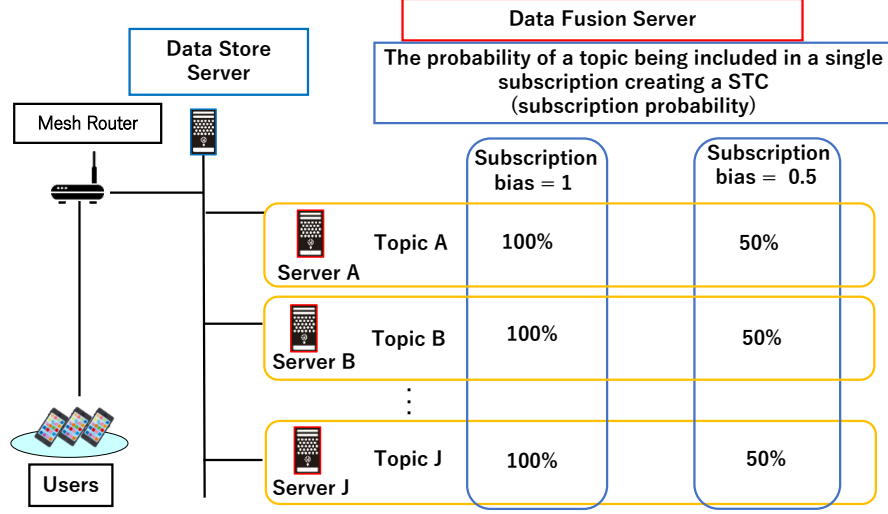 Data Fusion Server
Data Store
Server
The probability of a topic being included in a single
subscription creating a STC
(subscription probability)
Mesh Router
Subscription
bias = 1
Subscription
bias = 0.5
Topic A
100%
50%
Server A
Topic B
100%
50%
Server B
⋮
Topic J
100%
50%
Server J
Users